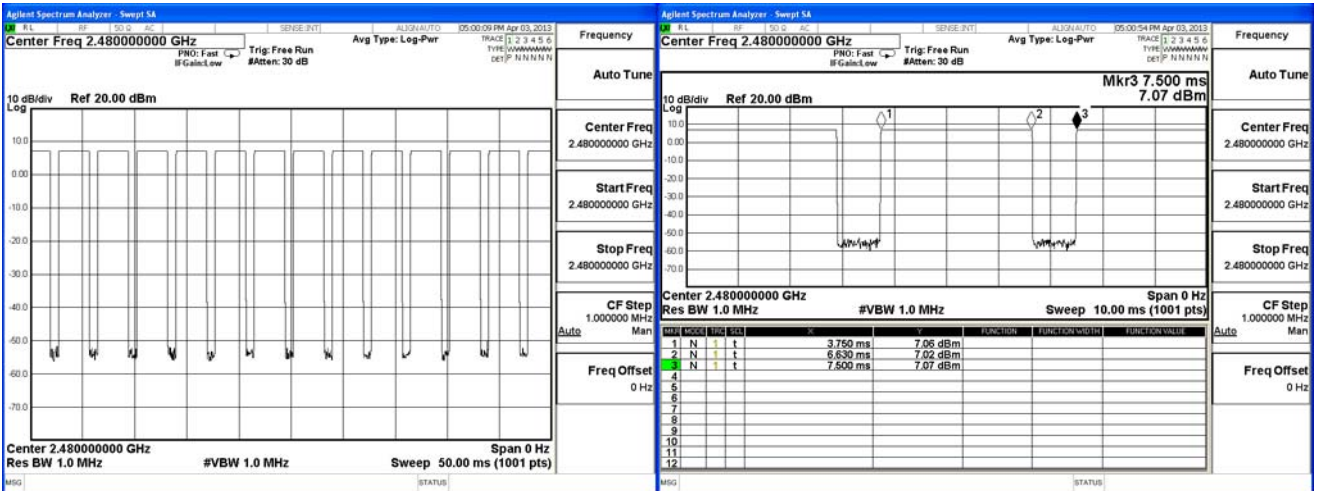 Agilent Spectrum Analyzer - Swept SA
RL RF 50 Ω AC SENSE:INT ALIGNAUTO 05:00:09 PM Apr 03, 2013
Center Freq 2.480000000 GHz
Avg Type: Log-Pwr
TRACE 1 2 3 4 5 6
PNO: Fast
Trig: Free Run
TYPE
IFGain:Low
#Atten: 30 dB
DET P N N N N N
10 dB/div Ref 20.00 dBm
Log
10.0
0.00
-10.0
-20.0
-30.0
-40.0
-50.0
-60.0
-70.0
Center 2.480000000 GHz
Span 0 Hz
Res BW 1.0 MHz
#VBW 1.0 MHz
Sweep 50.00 ms (1001 pts)
MSG
STATUS
Frequency
Auto Tune
Center Freq
2.480000000 GHz
Start Freq
2.480000000 GHz
Stop Freq
2.480000000 GHz
CF Step
1.000000 MHz
Auto Man
Freq Offset
0 Hz
Agilent Spectrum Analyzer - Swept SA
RL RF 50 Ω AC SENSE:INT ALIGNAUTO 05:00:54 PM Apr 03, 2013
Center Freq 2.480000000 GHz
Avg Type: Log-Pwr
TRACE 1 2 3 4 5 6
PNO: Fast
Trig: Free Run
TYPE
IFGain:Low
#Atten: 30 dB
DET P N N N N N
Mkr3 7.500 ms
7.07 dBm
10 dB/div Ref 20.00 dBm
Log
1 2 3
10.0
0.00
-10.0
-20.0
-30.0
-40.0
-50.0
-60.0
-70.0
Center 2.480000000 GHz
Span 0 Hz
Res BW 1.0 MHz
#VBW 1.0 MHz
Sweep 10.00 ms (1001 pts)
MKR MODE TRC SCL X Y FUNCTION FUNCTION WIDTH FUNCTION VALUE
1 N 1 t 3.750 ms 7.06 dBm
2 N 1 t 6.630 ms 7.02 dBm
3 N 1 t 7.500 ms 7.07 dBm
4
5
6
7
8
9
10
11
12
MSG
STATUS
Frequency
Auto Tune
Center Freq
2.480000000 GHz
Start Freq
2.480000000 GHz
Stop Freq
2.480000000 GHz
CF Step
1.000000 MHz
Auto Man
Freq Offset
0 Hz